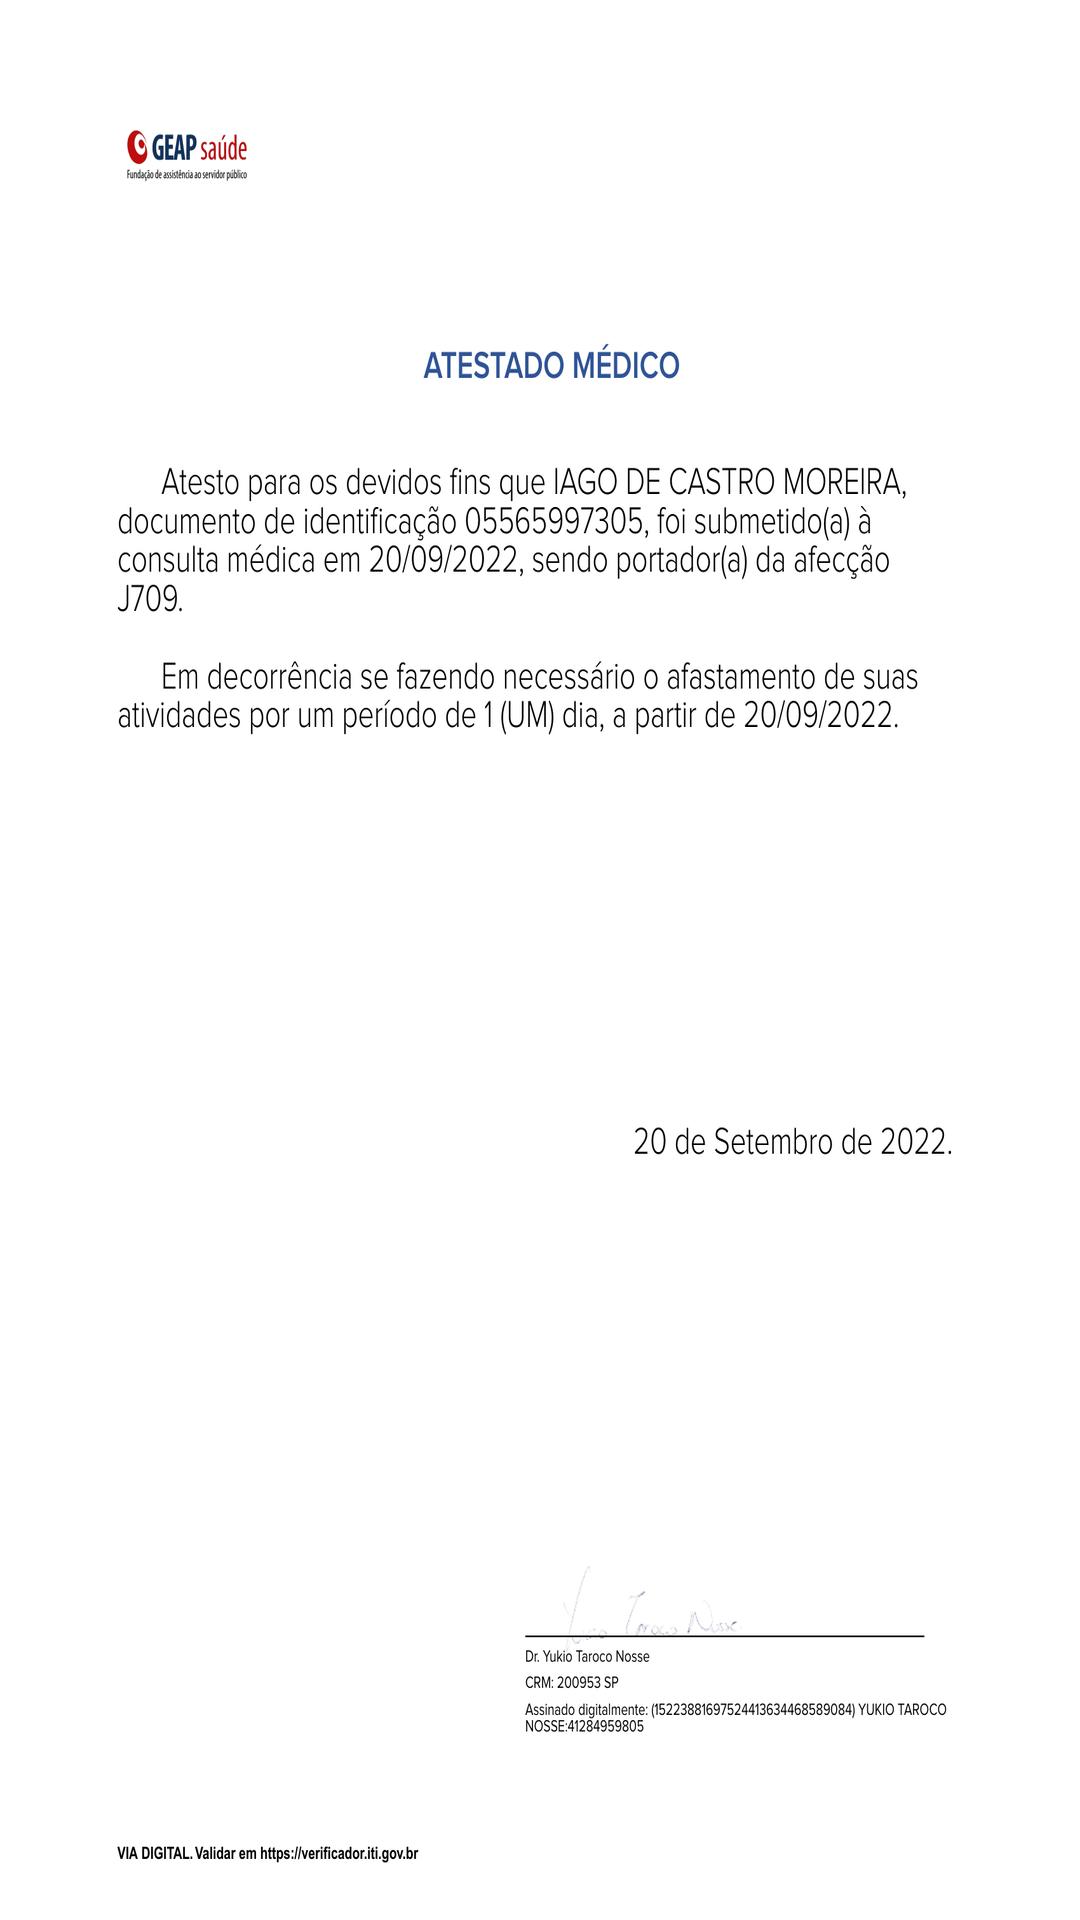 GEAP saúde
Fundação de assistência ao servidor público
ATESTADO MÉDICO
Atesto para os devidos fins que IAGO DE CASTRO MOREIRA,
documento de identificação 05565997305, foi submetido(a) à
consulta médica em 20/09/2022, sendo portador(a) da afecção
J709.
Em decorrência se fazendo necessário o afastamento de suas
atividades por um período de 1 (UM) dia, a partir de 20/09/2022.
20 de Setembro de 2022.
Yukio Taroco Nosse
Dr. Yukio Taroco Nosse
CRM: 200953 SP
Assinado digitalmente: (15223881697524413634468589084) YUKIO TAROCO
NOSSE:41284959805
VIA DIGITAL. Validar em https://verificador.iti.gov.br